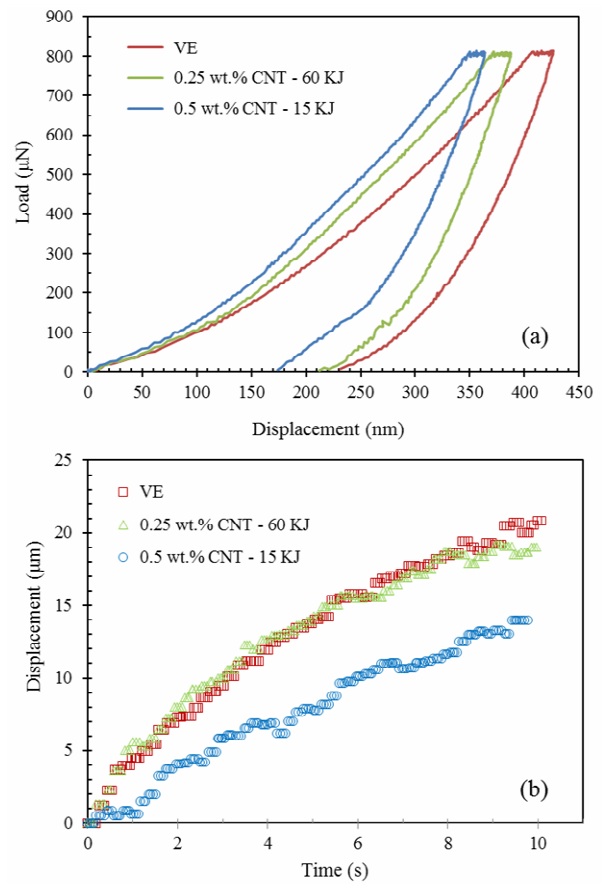 900
800
700
600
500
400
300
200
100
0
Load (μN)
VE
0.25 wt.% CNT - 60 KJ
0.5 wt.% CNT - 15 KJ
(a)
0 50 100 150 200 250 300 350 400 450
Displacement (nm)
25
20
15
10
5
0
Displacement (μm)
VE
0.25 wt.% CNT - 60 KJ
0.5 wt.% CNT - 15 KJ
(b)
0 2 4 6 8 10
Time (s)